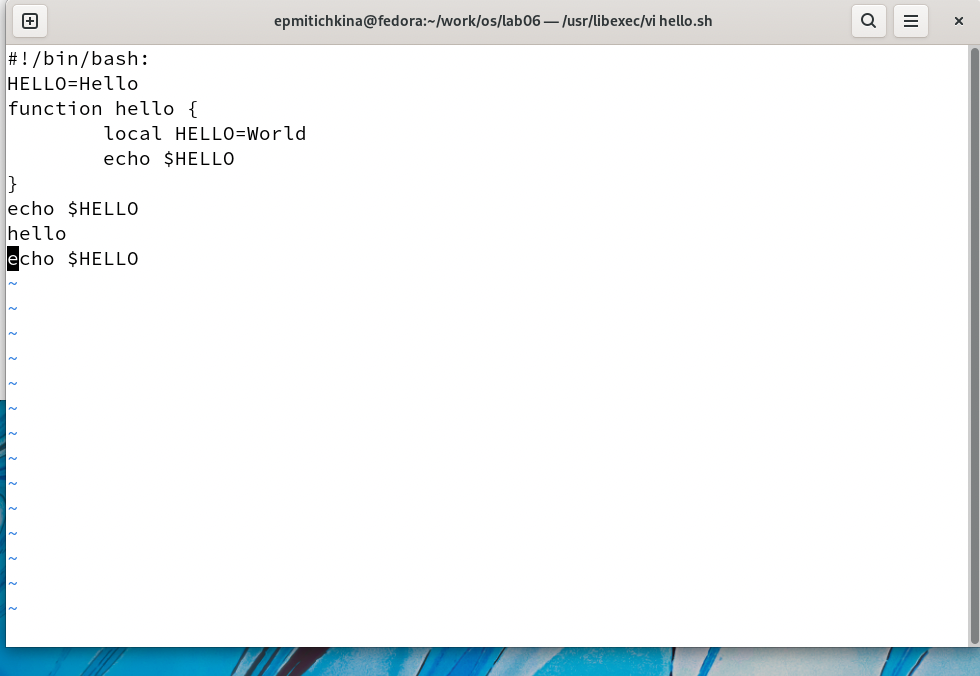 epmitichkina@fedora:~/work/os/lab06 — /usr/libexec/vi hello.sh
#!/bin/bash:
HELLO=Hello
function hello {
        local HELLO=World
        echo $HELLO
}
echo $HELLO
hello
echo $HELLO
~
~
~
~
~
~
~
~
~
~
~
~
~
~